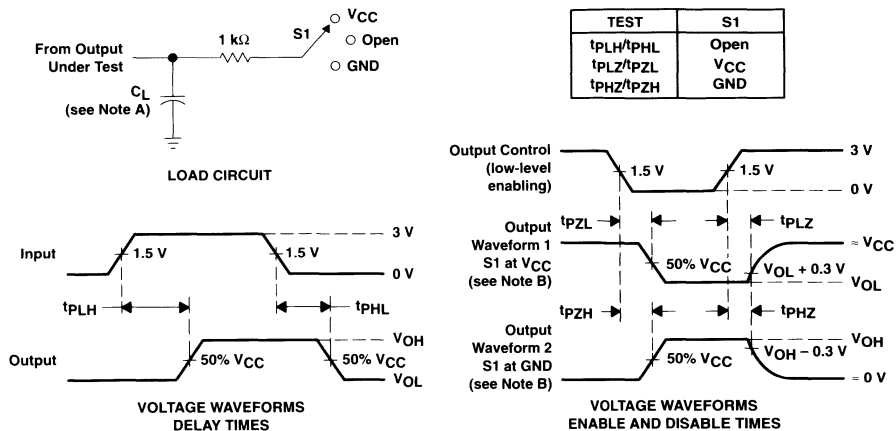 VCC
1 kΩ
S1
Open
From Output
Under Test
GND
CL
(see Note A)
LOAD CIRCUIT
TEST S1
tPLH/tPHL Open
tPLZ/tPZL VCC
tPHZ/tPZH GND
Input
1.5 V
1.5 V
3 V
0 V
tPLH
tPHL
Output
50% VCC
50% VCC
VOH
VOL
VOLTAGE WAVEFORMS
DELAY TIMES
Output Control
(low-level
enabling)
1.5 V
1.5 V
3 V
0 V
tPZL
tPLZ
Output
Waveform 1
S1 at VCC
(see Note B)
50% VCC
≈ VCC
VOL + 0.3 V
VOL
tPZH
tPHZ
Output
Waveform 2
S1 at GND
(see Note B)
50% VCC
VOH
VOH – 0.3 V
≈ 0 V
VOLTAGE WAVEFORMS
ENABLE AND DISABLE TIMES